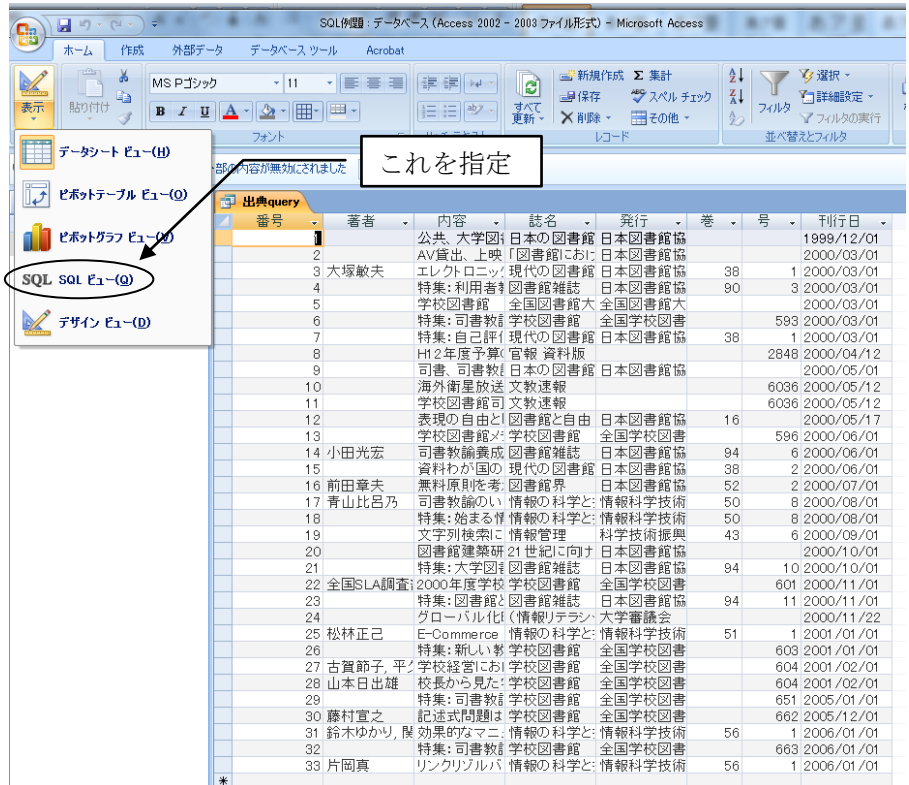 SQL例題 : データベース (Access 2002 - 2003 ファイル形式) - Microsoft Access
ホーム 作成 外部データ データベース ツール Acrobat
表示 貼り付け MS Pゴシック 11 すべて更新 新規作成 Σ 集計 フィルタ 選択
B I U A 保存 スペル チェック 詳細設定
削除 その他 フィルタの実行
フォント レコード 並べ替えとフィルタ
データシート ビュー(H)
部の内容が無効にされました
これを指定
ピボットテーブル ビュー(O)
ピボットグラフ ビュー(V)
SQL SQL ビュー(Q)
デザイン ビュー(D)
出典query
番号 著者 内容 誌名 発行 巻 号 刊行日
1 公共、大学図 日本の図書館 日本図書館協 1999/12/01
2 AV貸出、上映 「図書館におけ 日本図書館協 2000/03/01
3 大塚敏夫 エレクトロニッ 現代の図書館 日本図書館協 38 1 2000/03/01
4 特集:利用者 図書館雑誌 日本図書館協 90 3 2000/03/01
5 学校図書館 全国図書館大 全国図書館大 2000/03/01
6 特集:司書教 学校図書館 全国学校図書 593 2000/03/01
7 特集:自己評 現代の図書館 日本図書館協 38 1 2000/03/01
8 H12年度予算 官報 資料版 2848 2000/04/12
9 司書、司書教 日本の図書館 日本図書館協 2000/05/01
10 海外衛星放送 文教速報 6036 2000/05/12
11 学校図書館司 文教速報 6036 2000/05/12
12 表現の自由と 図書館と自由 日本図書館協 16 2000/05/17
13 学校図書館メ 学校図書館 全国学校図書 596 2000/06/01
14 小田光宏 司書教諭養成 図書館雑誌 日本図書館協 94 6 2000/06/01
15 資料わが国の 現代の図書館 日本図書館協 38 2 2000/06/01
16 前田章夫 無料原則を考 図書館界 日本図書館協 52 2 2000/07/01
17 青山比呂乃 司書教諭のい 情報の科学と 情報科学技術 50 8 2000/08/01
18 特集:始まる情 情報の科学と 情報科学技術 50 8 2000/08/01
19 文字列検索に 情報管理 科学技術振興 43 6 2000/09/01
20 図書館建築研 21世紀に向け 日本図書館協 2000/10/01
21 特集:大学図 図書館雑誌 日本図書館協 94 10 2000/10/01
22 全国SLA調査 2000年度学校 学校図書館 全国学校図書 601 2000/11/01
23 特集:図書館 図書館雑誌 日本図書館協 94 11 2000/11/01
24 グローバル化 (情報リテラシ 大学審議会 2000/11/22
25 松林正己 E-Commerce 情報の科学と 情報科学技術 51 1 2001/01/01
26 特集:新しい教 学校図書館 全国学校図書 603 2001/01/01
27 古賀節子, 平久 学校経営にお 学校図書館 全国学校図書 604 2001/02/01
28 山本日出雄 校長から見た 学校図書館 全国学校図書 604 2001/02/01
29 特集:司書教 学校図書館 全国学校図書 651 2005/01/01
30 藤村宣之 記述式問題は 学校図書館 全国学校図書 662 2005/12/01
31 鈴木ゆかり, 関 効果的なマニュ 情報の科学と 情報科学技術 56 1 2006/01/01
32 特集:司書教 学校図書館 全国学校図書 663 2006/01/01
33 片岡真 リンクリゾルバ 情報の科学と 情報科学技術 56 1 2006/01/01